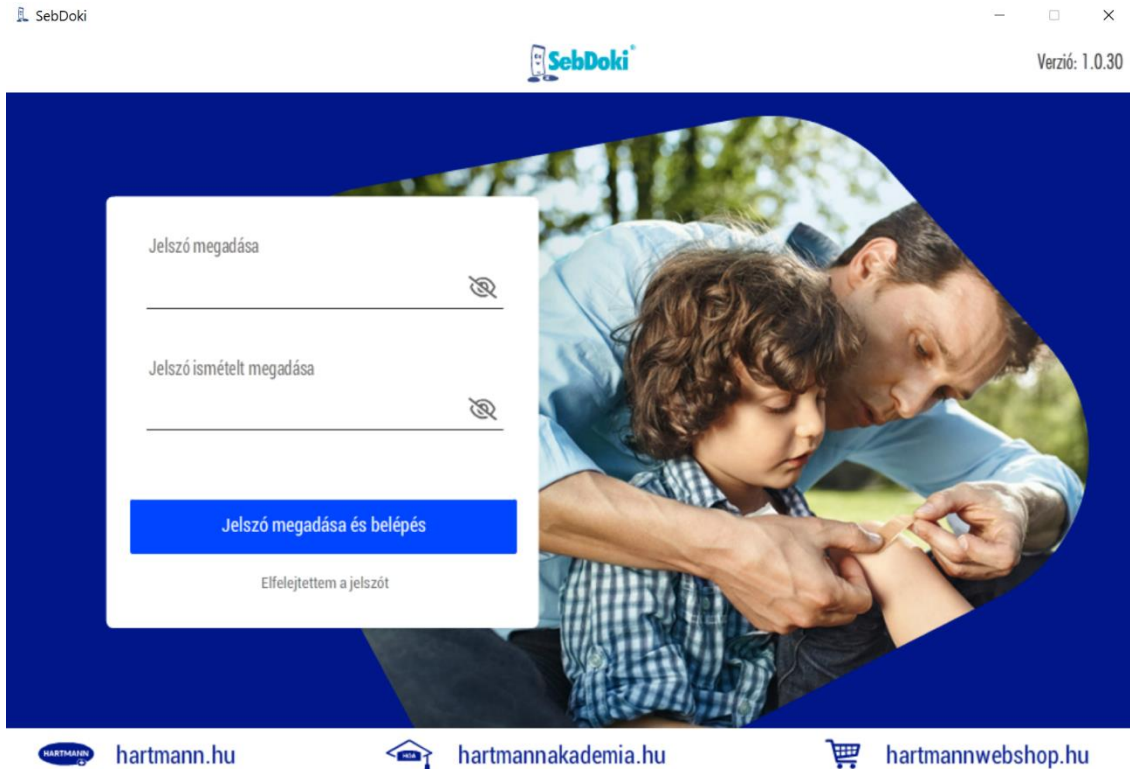 SebDoki
SebDoki
Verzió: 1.0.30
Jelszó megadása
Jelszó ismételt megadása
Jelszó megadása és belépés
Elfelejtettem a jelszót
HARTMANN hartmann.hu
HOA hartmannakademia.hu
hartmannwebshop.hu